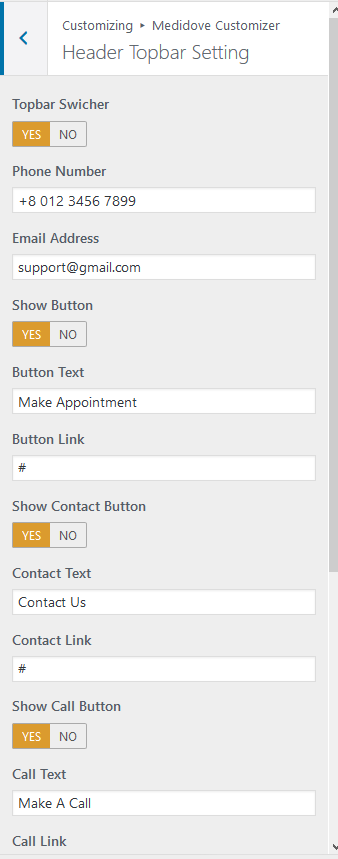 Customizing ▸ Medidove Customizer
Header Topbar Setting
Topbar Swicher
YES NO
Phone Number
+8 012 3456 7899
Email Address
support@gmail.com
Show Button
YES NO
Button Text
Make Appointment
Button Link
#
Show Contact Button
YES NO
Contact Text
Contact Us
Contact Link
#
Show Call Button
YES NO
Call Text
Make A Call
Call Link